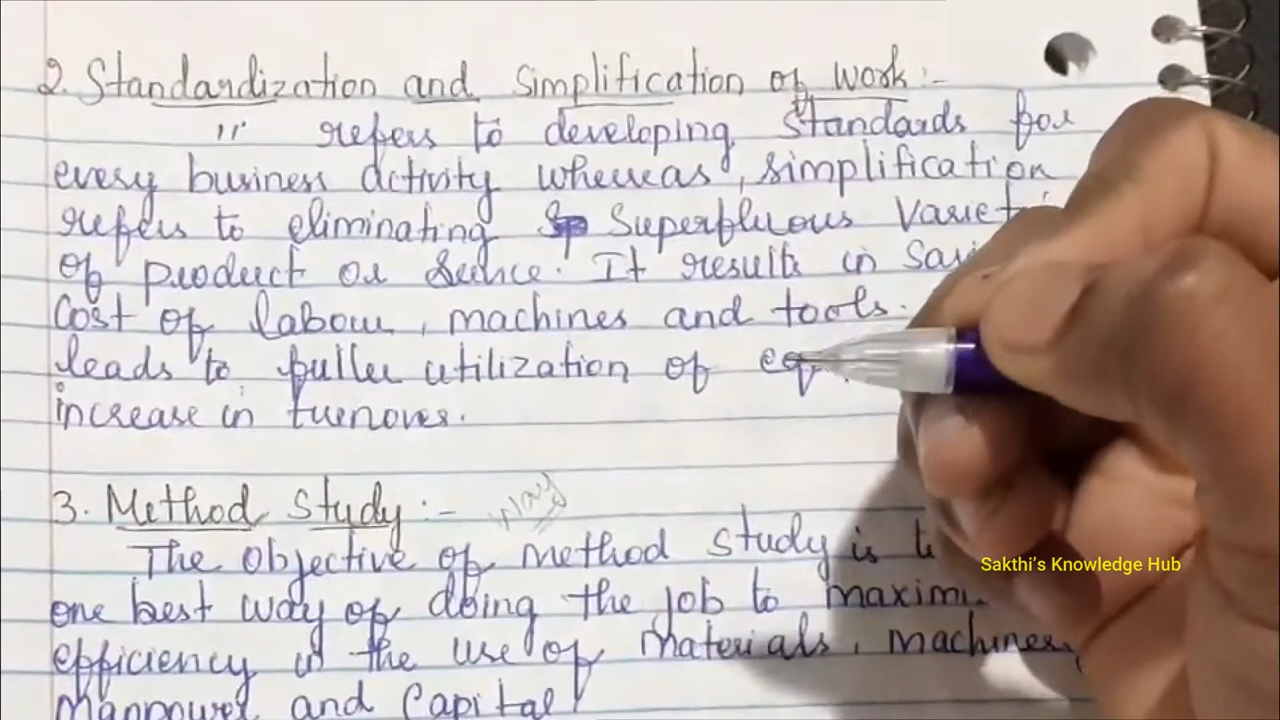 2. Standardization and Simplification of work :-
" refers to developing Standards for
every business activity whereas, simplification
refers to eliminating Superfluous
of product or Service. It results in
Cost of labour, machines and tools.
leads to fuller utilization of
increase in turnover.
3. Method Study :-
way
The objective of method study is
one best way of doing the job to
efficiency in the use of materials, machines,
Manpower and Capital
Sakthi's Knowledge Hub